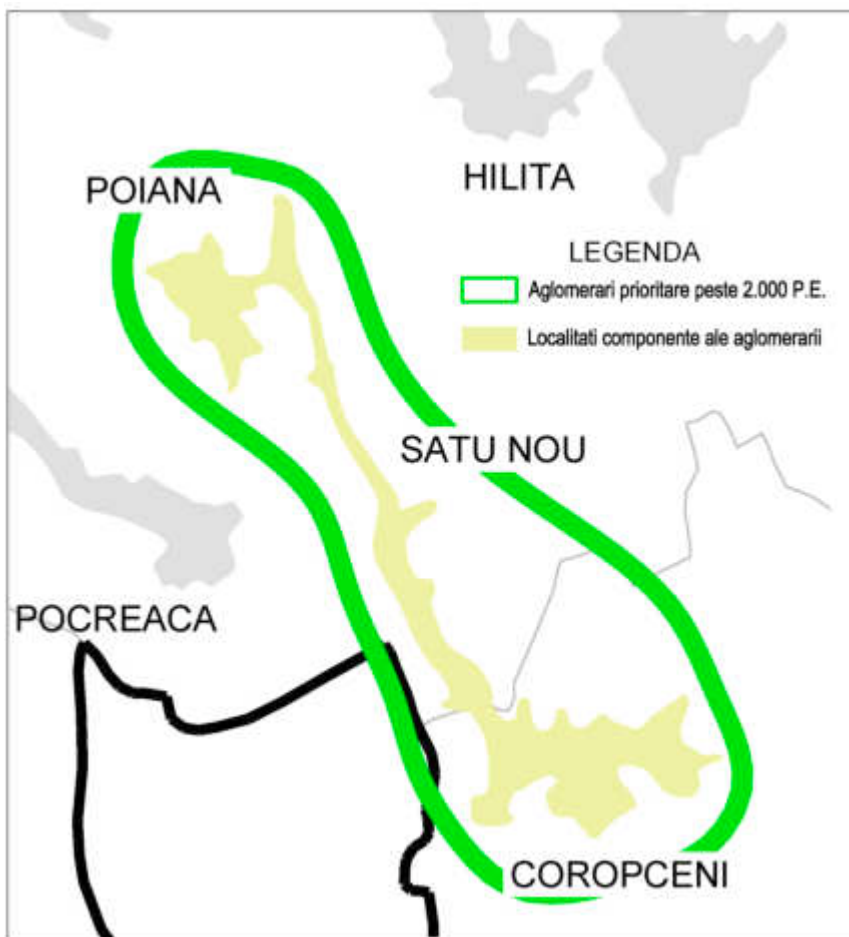 POIANA
HILITA
LEGENDA
Aglomerari prioritare peste 2.000 P.E.
Localitati componente ale aglomerarii
SATU NOU
POCREACA
COROPCENI